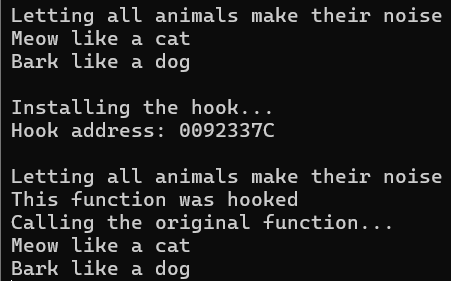 Letting all animals make their noise
Meow like a cat
Bark like a dog
Installing the hook...
Hook address: 0092337C
Letting all animals make their noise
This function was hooked
Calling the original function...
Meow like a cat
Bark like a dog